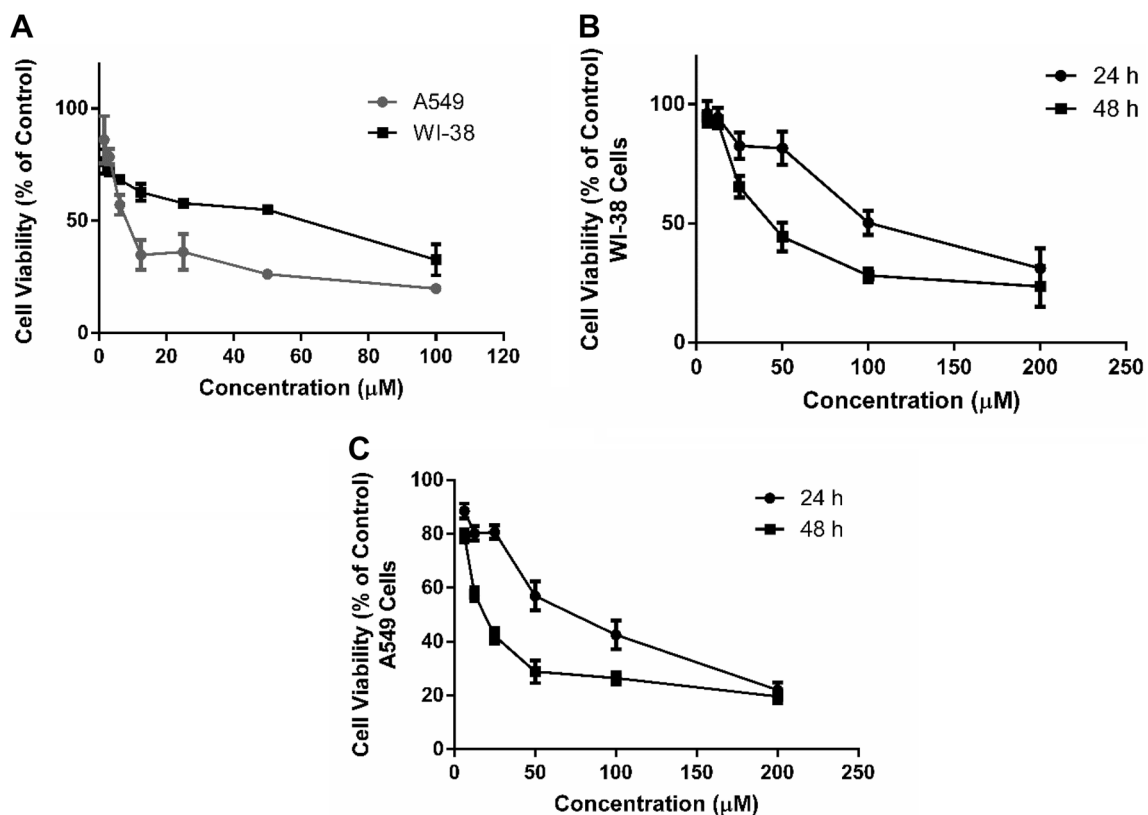 A
Cell Viability (% of Control)
100
50
0
A549
WI-38
0 20 40 60 80 100 120
Concentration (μM)
B
Cell Viability (% of Control)
WI-38 Cells
100
50
0
24 h
48 h
0 50 100 150 200 250
Concentration (μM)
C
Cell Viability (% of Control)
A549 Cells
100
80
60
40
20
0
24 h
48 h
0 50 100 150 200 250
Concentration (μM)